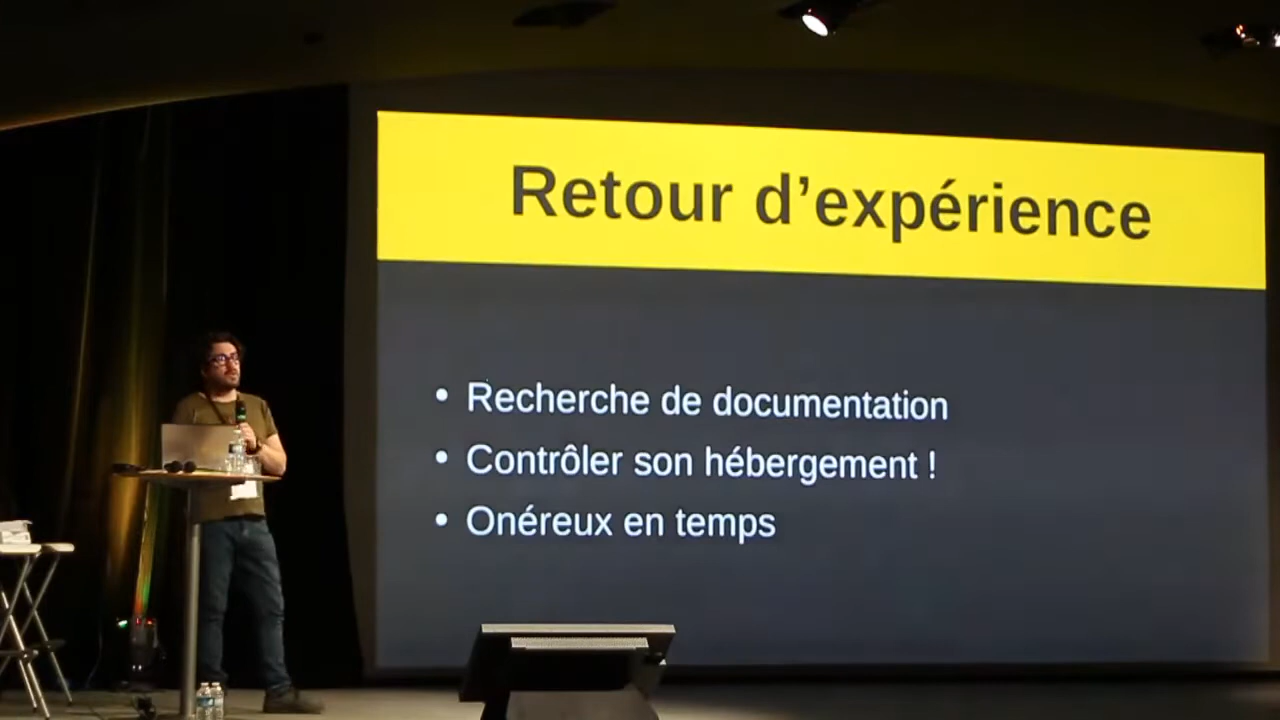 Retour d’expérience
• Recherche de documentation
• Contrôler son hébergement !
• Onéreux en temps